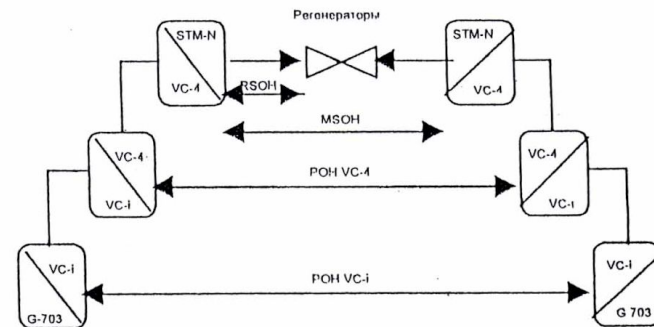 Регенераторы
STM-N
VC-4
STM-N
VC-4
RSOH
MSOH
VC-4
VC-i
POH VC-4
VC-4
VC-i
VC-i
G-703
POH VC-i
VC-i
G 703